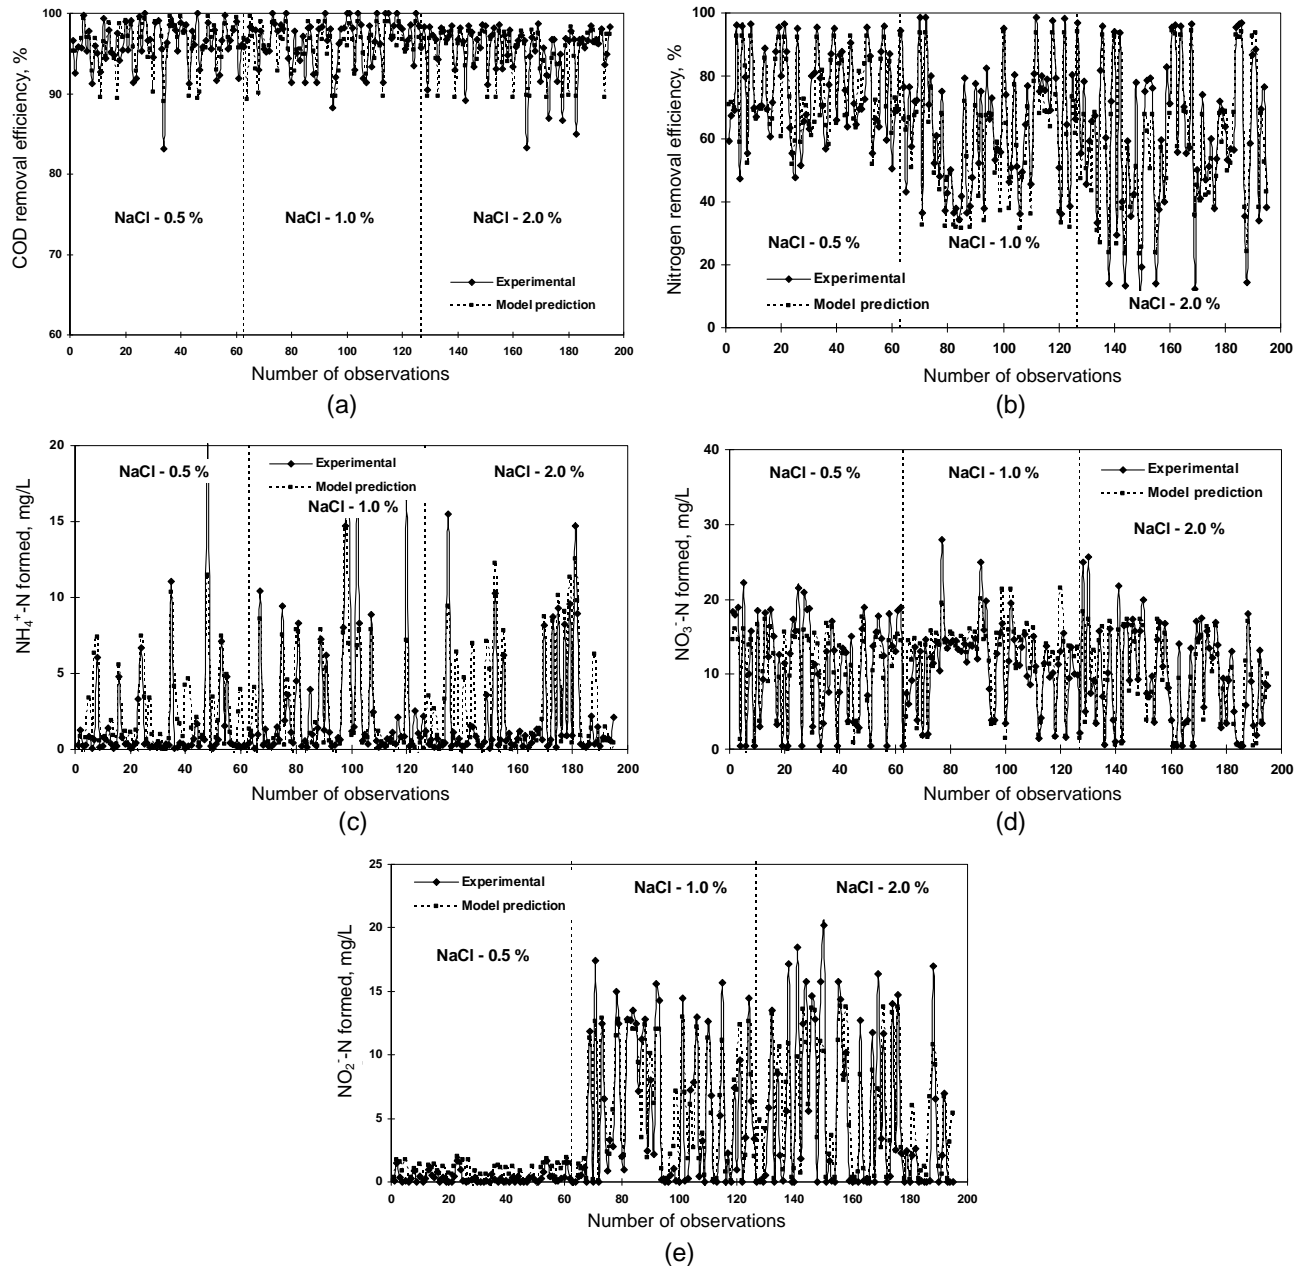 100
90
80
70
60
COD removal efficiency, %
NaCl - 0.5 %
NaCl - 1.0 %
NaCl - 2.0 %
Experimental
Model prediction
0 20 40 60 80 100 120 140 160 180 200
Number of observations
(a)
100
80
60
40
20
0
Nitrogen removal efficiency, %
NaCl - 0.5 %
NaCl - 1.0 %
Experimental
Model prediction
NaCl - 2.0 %
0 20 40 60 80 100 120 140 160 180 200
Number of observations
(b)
20
15
10
5
0
NH₄⁺-N formed, mg/L
NaCl - 0.5 %
Experimental
Model prediction
NaCl - 1.0 %
NaCl - 2.0 %
0 20 40 60 80 100 120 140 160 180 200
Number of observations
(c)
40
30
20
10
0
NO₃⁻-N formed, mg/L
NaCl - 0.5 %
NaCl - 1.0 %
Experimental
Model prediction
NaCl - 2.0 %
0 20 40 60 80 100 120 140 160 180 200
Number of observations
(d)
25
20
15
10
5
0
NO₂⁻-N formed, mg/L
Experimental
Model prediction
NaCl - 0.5 %
NaCl - 1.0 %
NaCl - 2.0 %
0 20 40 60 80 100 120 140 160 180 200
Number of observations
(e)